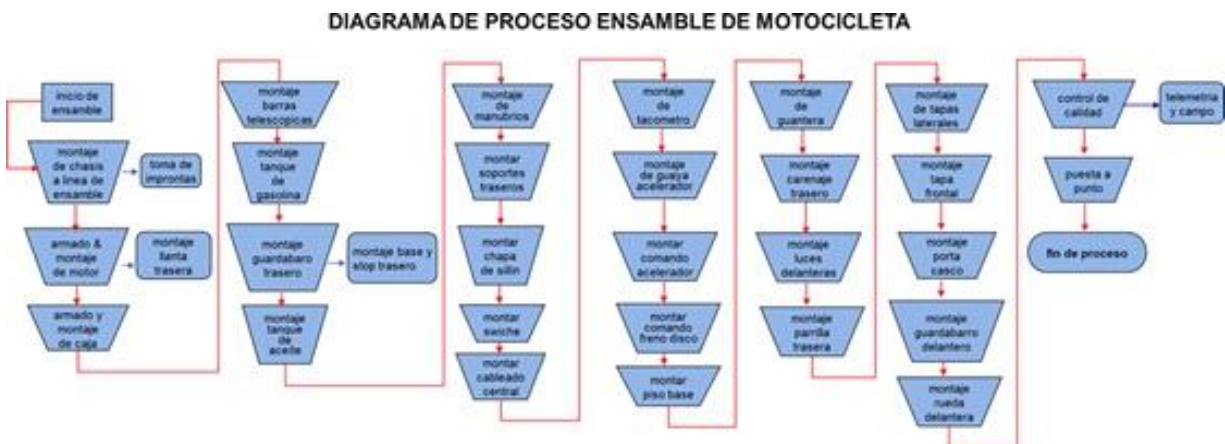 DIAGRAMA DE PROCESO ENSAMBLE DE MOTOCICLETA
inicio de
ensamble
montaje
de chasis
a linea de
ensamble
toma de
improntas
armado &
montaje
de motor
montaje
llanta
trasera
armado y
montaje
de caja
montaje
barras
telescopicas
montaje
tanque
de
gasolina
montaje
guardabaro
trasero
montaje base y
stop trasero
montaje
tanque
de
aceite
montaje
de
manubrios
montar
soportes
traseros
montar
chapa
de sillin
montar
swiche
montar
cableado
central
montaje
de
tacometro
montaje
de guaya
acelerador
montar
comando
acelerador
montar
comando
freno disco
montar
piso base
montaje
de
guantera
montaje
carenaje
trasero
montaje
luces
delanteras
montaje
parrilla
trasera
montaje
de tapas
laterales
montaje
tapa
frontal
montaje
porta
casco
montaje
guardabarro
delantero
montaje
rueda
delantera
control de
calidad
telemetria
y campo
puesta a
punto
fin de proceso